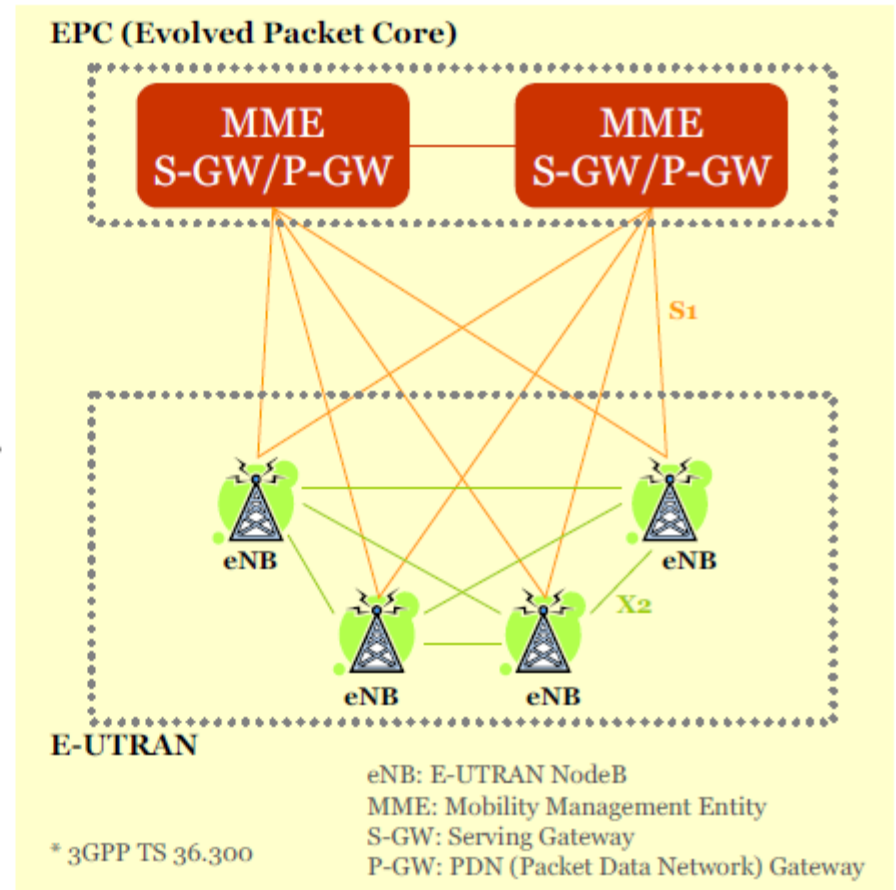 EPC (Evolved Packet Core)
MME
S-GW/P-GW
MME
S-GW/P-GW
S1
eNB
eNB
X2
eNB
eNB
E-UTRAN
eNB: E-UTRAN NodeB
MME: Mobility Management Entity
S-GW: Serving Gateway
* 3GPP TS 36.300
P-GW: PDN (Packet Data Network) Gateway